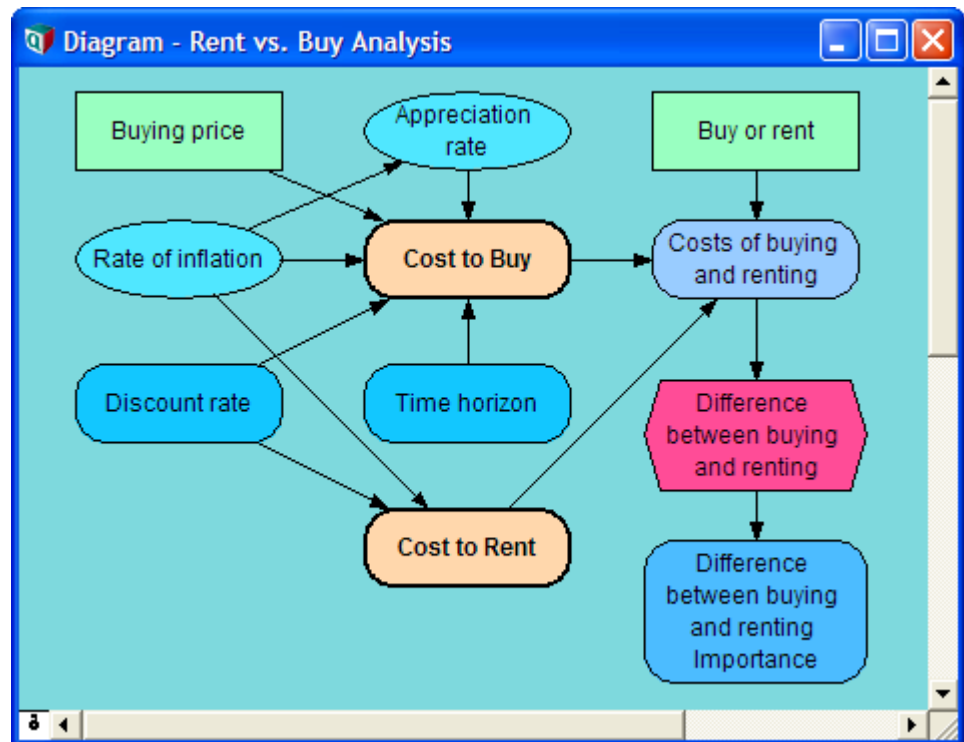 Diagram - Rent vs. Buy Analysis
Buying price
Appreciation
rate
Buy or rent
Rate of inflation
Cost to Buy
Costs of buying
and renting
Discount rate
Time horizon
Difference
between buying
and renting
Cost to Rent
Difference
between buying
and renting
Importance